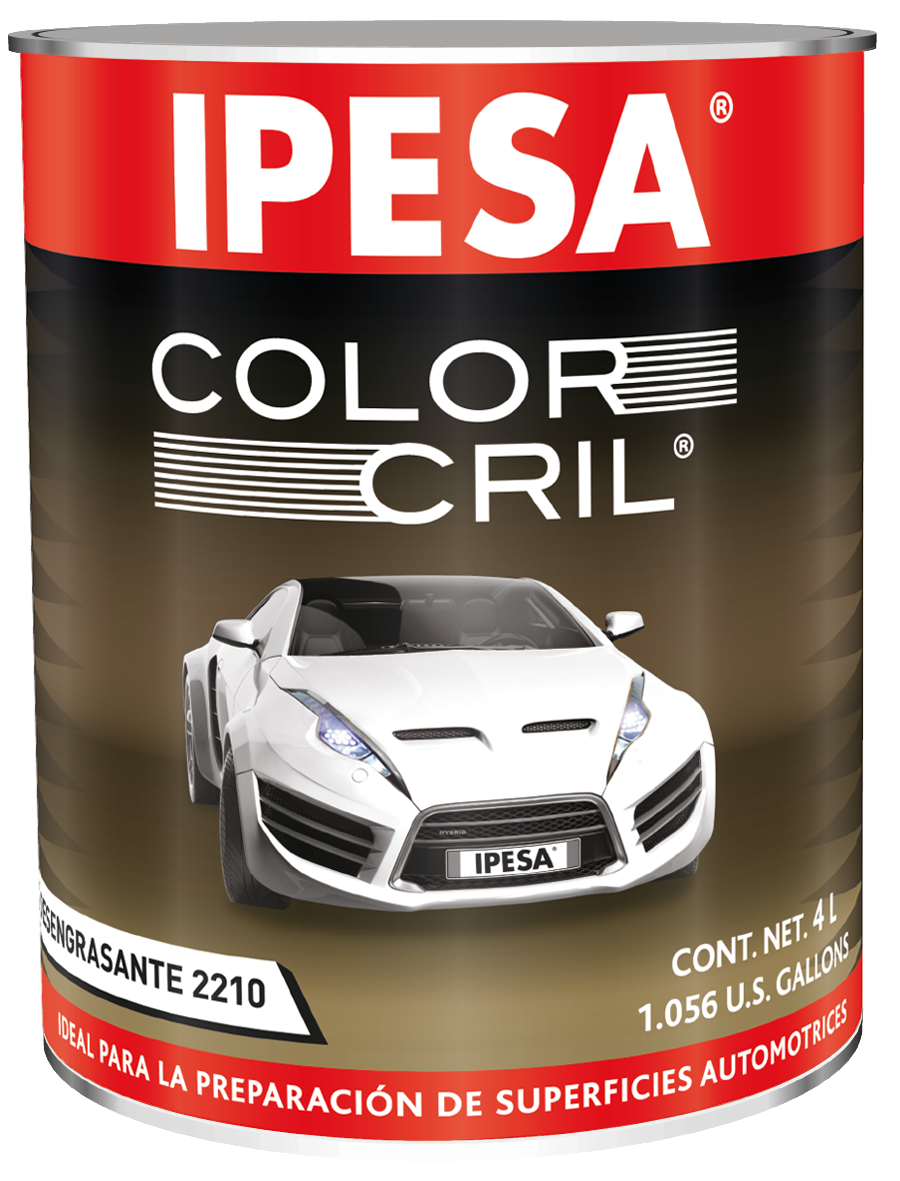 IPESA®
COLOR
CRIL®
HYBRID
IPESA®
DESENGRASANTE 2210
CONT. NET. 4 L
1.056 U.S. GALLONS
IDEAL PARA LA PREPARACIÓN DE SUPERFICIES AUTOMOTRICES